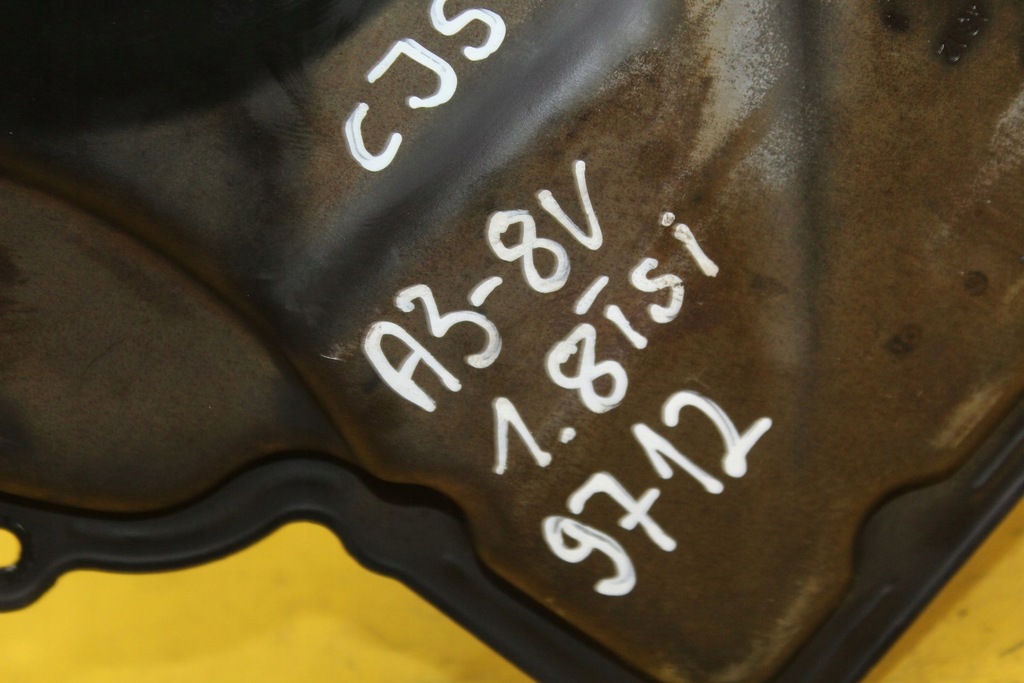 CJS
A3-8V
1.8TSi
9712